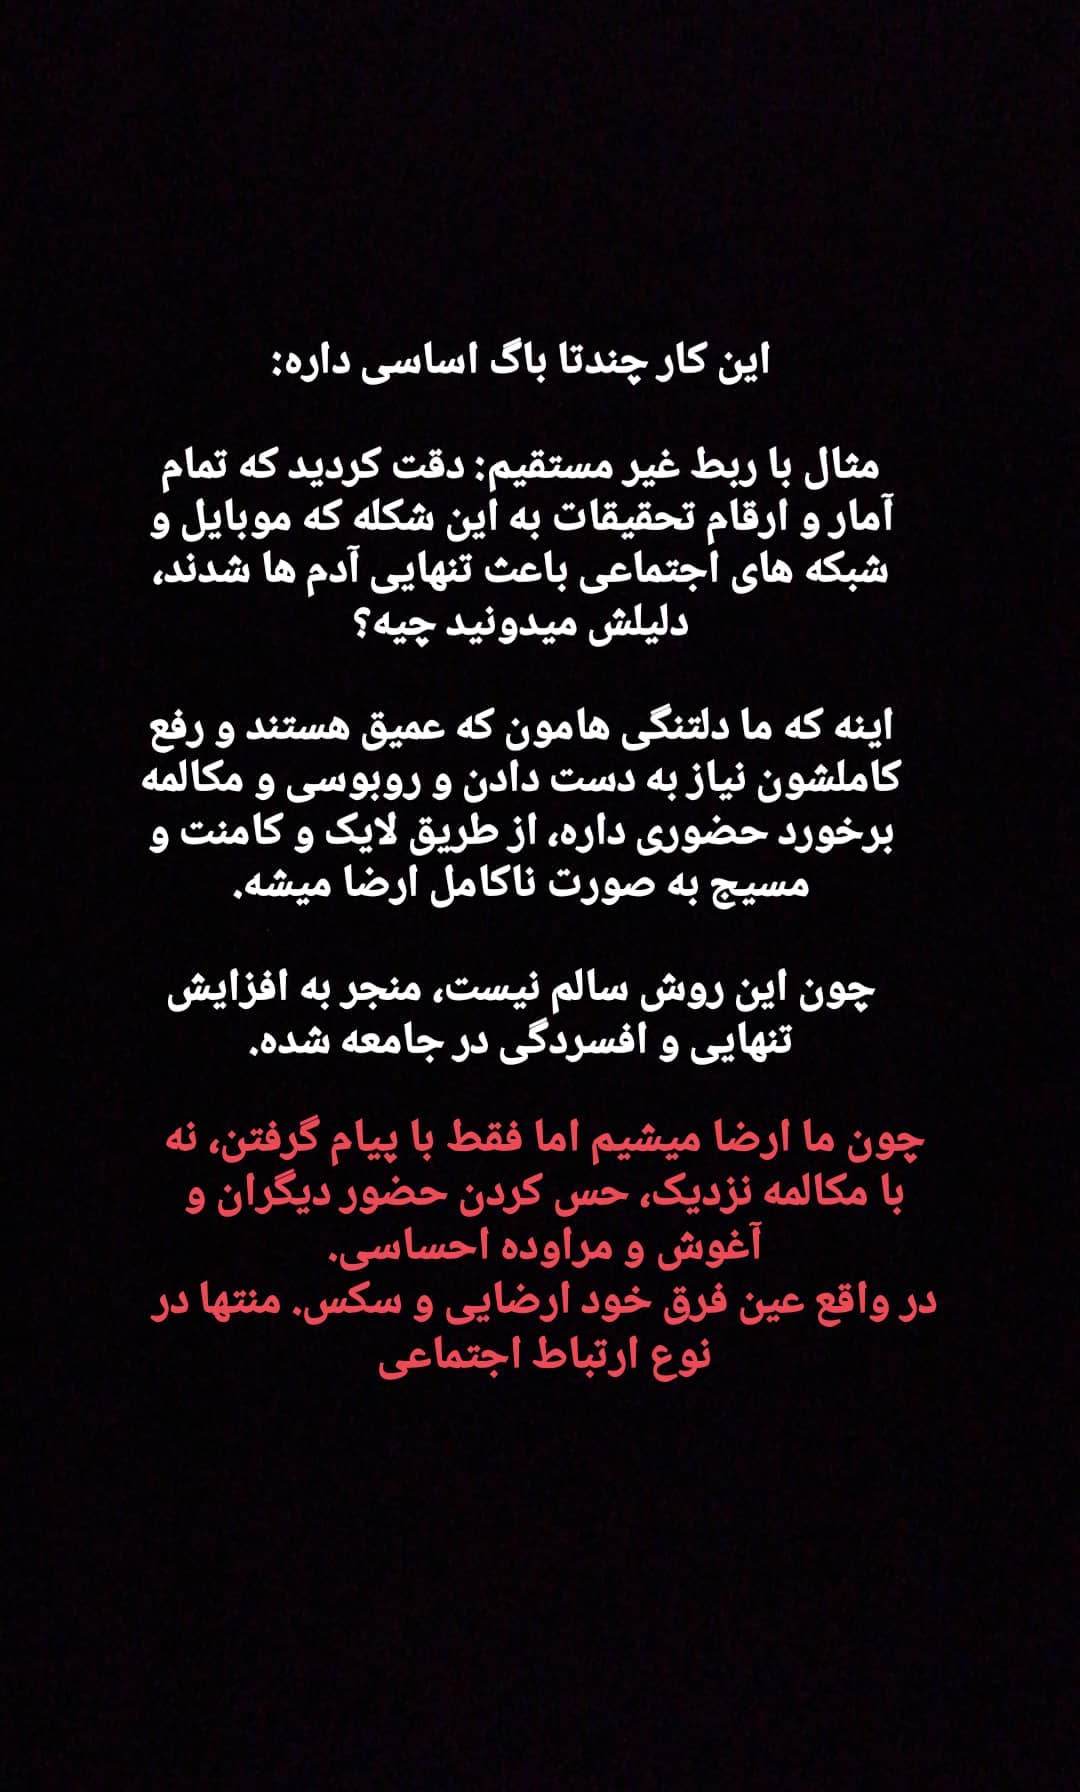 این کار چندتا باگ اساسی داره:
مثال با ربط غیر مستقیم: دقت کردید که تمام
آمار و ارقام تحقیقات به این شکله که موبایل و
شبکه های اجتماعی باعث تنهایی آدم ها شدند،
دلیلش میدونید چیه؟
اینه که ما دلتنگی هامون که عمیق هستند و رفع
کاملشون نیاز به دست دادن و روبوسی و مکالمه
برخورد حضوری داره، از طریق لایک و کامنت و
مسیج به صورت ناکامل ارضا میشه.
چون این روش سالم نیست، منجر به افزایش
تنهایی و افسردگی در جامعه شده.
چون ما ارضا میشیم اما فقط با پیام گرفتن، نه
با مکالمه نزدیک، حس کردن حضور دیگران و
آغوش و مراوده احساسی.
در واقع عین فرق خود ارضایی و سکس. منتها در
نوع ارتباط اجتماعی